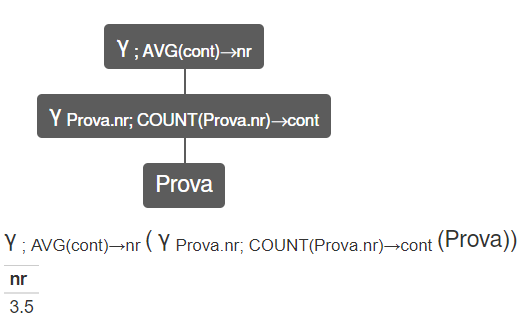 γ ; AVG(cont)→nr
γ Prova.nr; COUNT(Prova.nr)→cont
Prova
γ ; AVG(cont)→nr ( γ Prova.nr; COUNT(Prova.nr)→cont (Prova))
nr
3.5